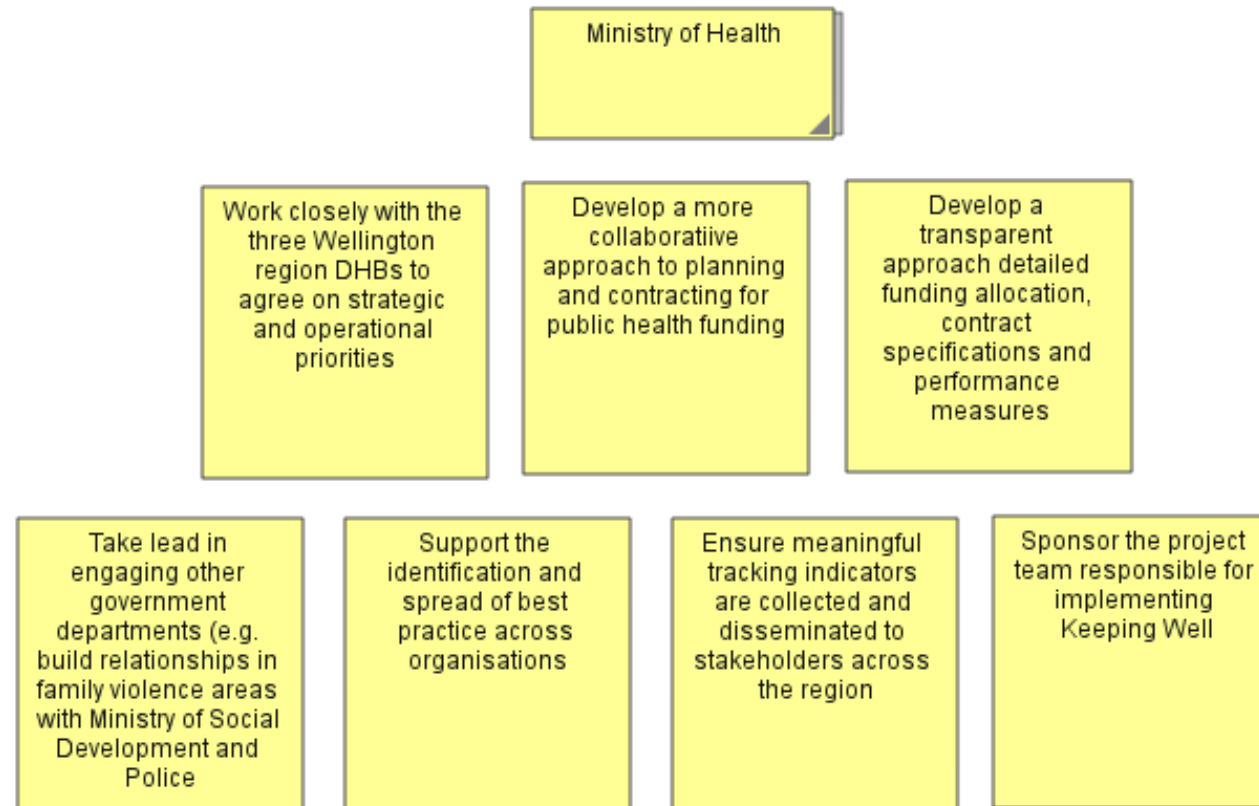 Ministry of Health
Work closely with the
three Wellington
region DHBs to
agree on strategic
and operational
priorities
Develop a more
collaboratiive
approach to planning
and contracting for
public health funding
Develop a
transparent
approach detailed
funding allocation,
contract
specifications and
performance
measures
Take lead in
engaging other
government
departments (e.g.
build relationships in
family violence areas
with Ministry of Social
Development and
Police
Support the
identification and
spread of best
practice across
organisations
Ensure meaningful
tracking indicators
are collected and
disseminated to
stakeholders across
the region
Sponsor the project
team responsible for
implementing
Keeping Well